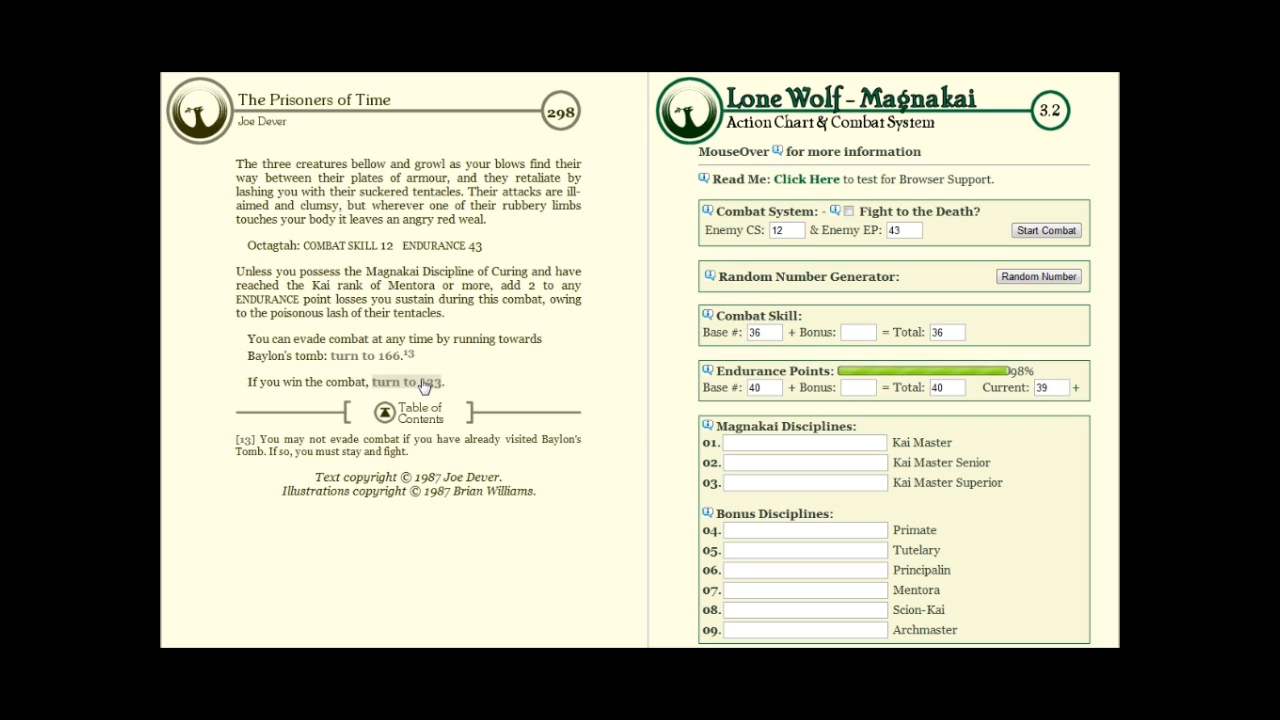 The Prisoners of Time
Joe Dever
298
The three creatures bellow and growl as your blows find their
way between their plates of armour, and they retaliate by
lashing you with their suckered tentacles. Their attacks are ill-
aimed and clumsy, but wherever one of their rubbery limbs
touches your body it leaves an angry red weal.
Octagtah: COMBAT SKILL 12 ENDURANCE 43
Unless you possess the Magnakai Discipline of Curing and have
reached the Kai rank of Mentora or more, add 2 to any
ENDURANCE point losses you sustain during this combat, owing
to the poisonous lash of their tentacles.
You can evade combat at any time by running towards
Baylon's tomb: turn to 166.13
If you win the combat, turn to
Table of
Contents
[13] You may not evade combat if you have already visited Baylon's
Tomb. If so, you must stay and fight.
Text copyright © 1987 Joe Dever.
Illustrations copyright © 1987 Brian Williams.
Lone Wolf - Magnakai
Action Chart & Combat System
3.2
MouseOver for more information
Read Me: Click Here to test for Browser Support.
Combat System: - Fight to the Death?
Enemy CS: 12 & Enemy EP: 43 Start Combat
Random Number Generator: Random Number
Combat Skill:
Base #: 36 + Bonus: = Total: 36
Endurance Points: 98%
Base #: 40 + Bonus: = Total: 40 Current: 39 +
Magnakai Disciplines:
01. Kai Master
02. Kai Master Senior
03. Kai Master Superior
Bonus Disciplines:
04. Primate
05. Tutelary
06. Principalin
07. Mentora
08. Scion-Kai
09. Archmaster